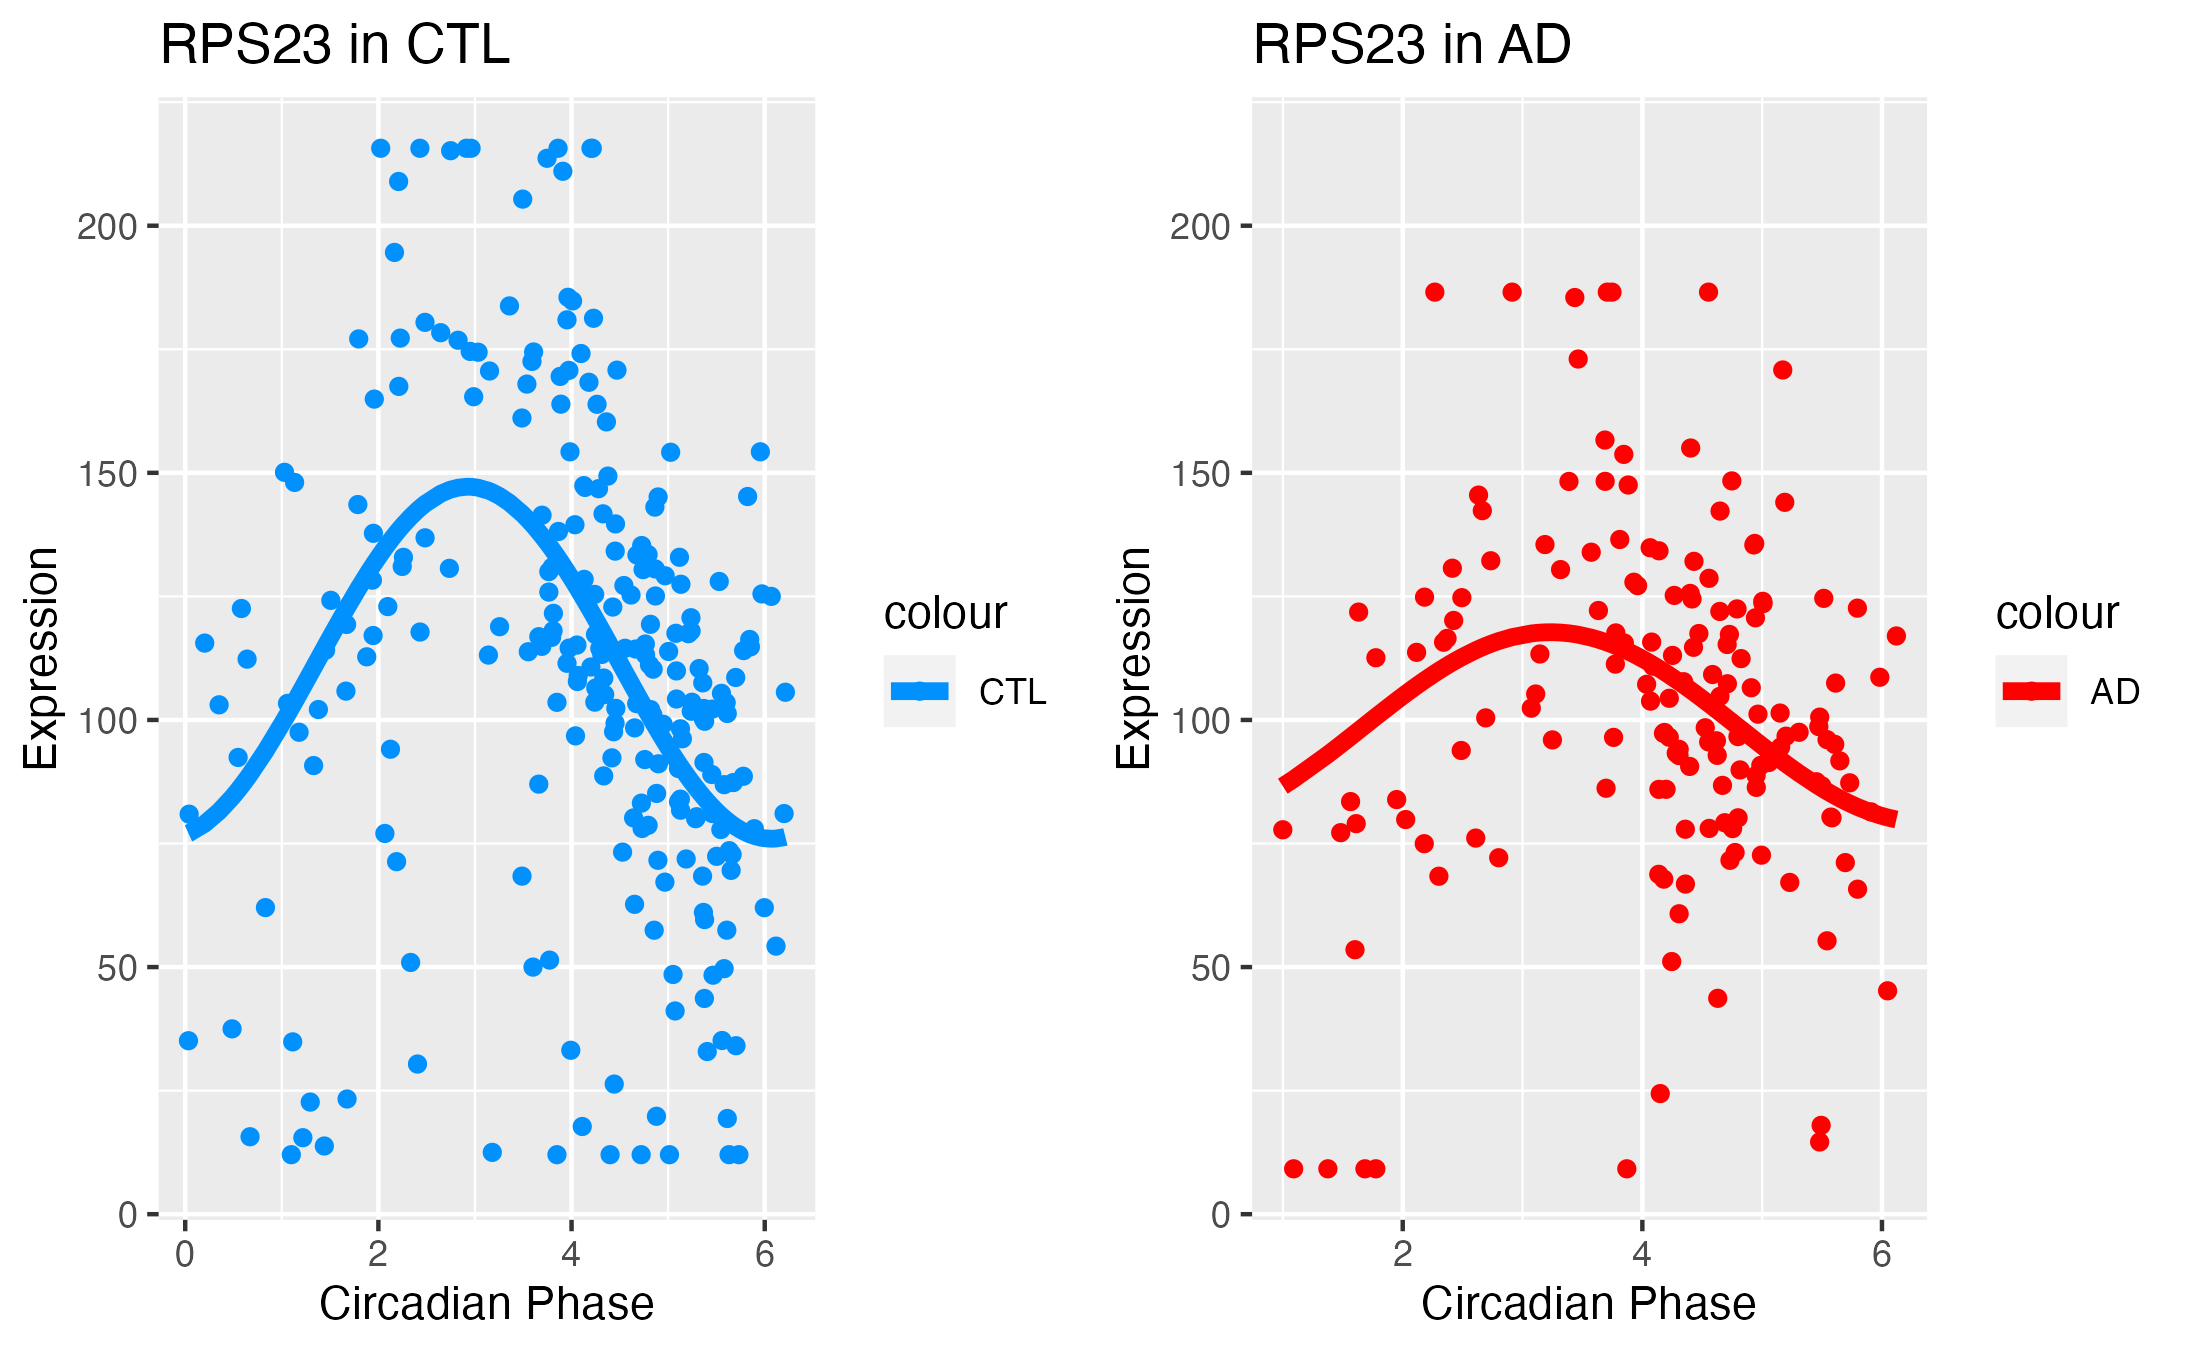 RPS23 in CTL
Expression
200
150
100
50
0
0 2 4 6
Circadian Phase
colour
CTL
RPS23 in AD
Expression
200
150
100
50
0
2 4 6
Circadian Phase
colour
AD